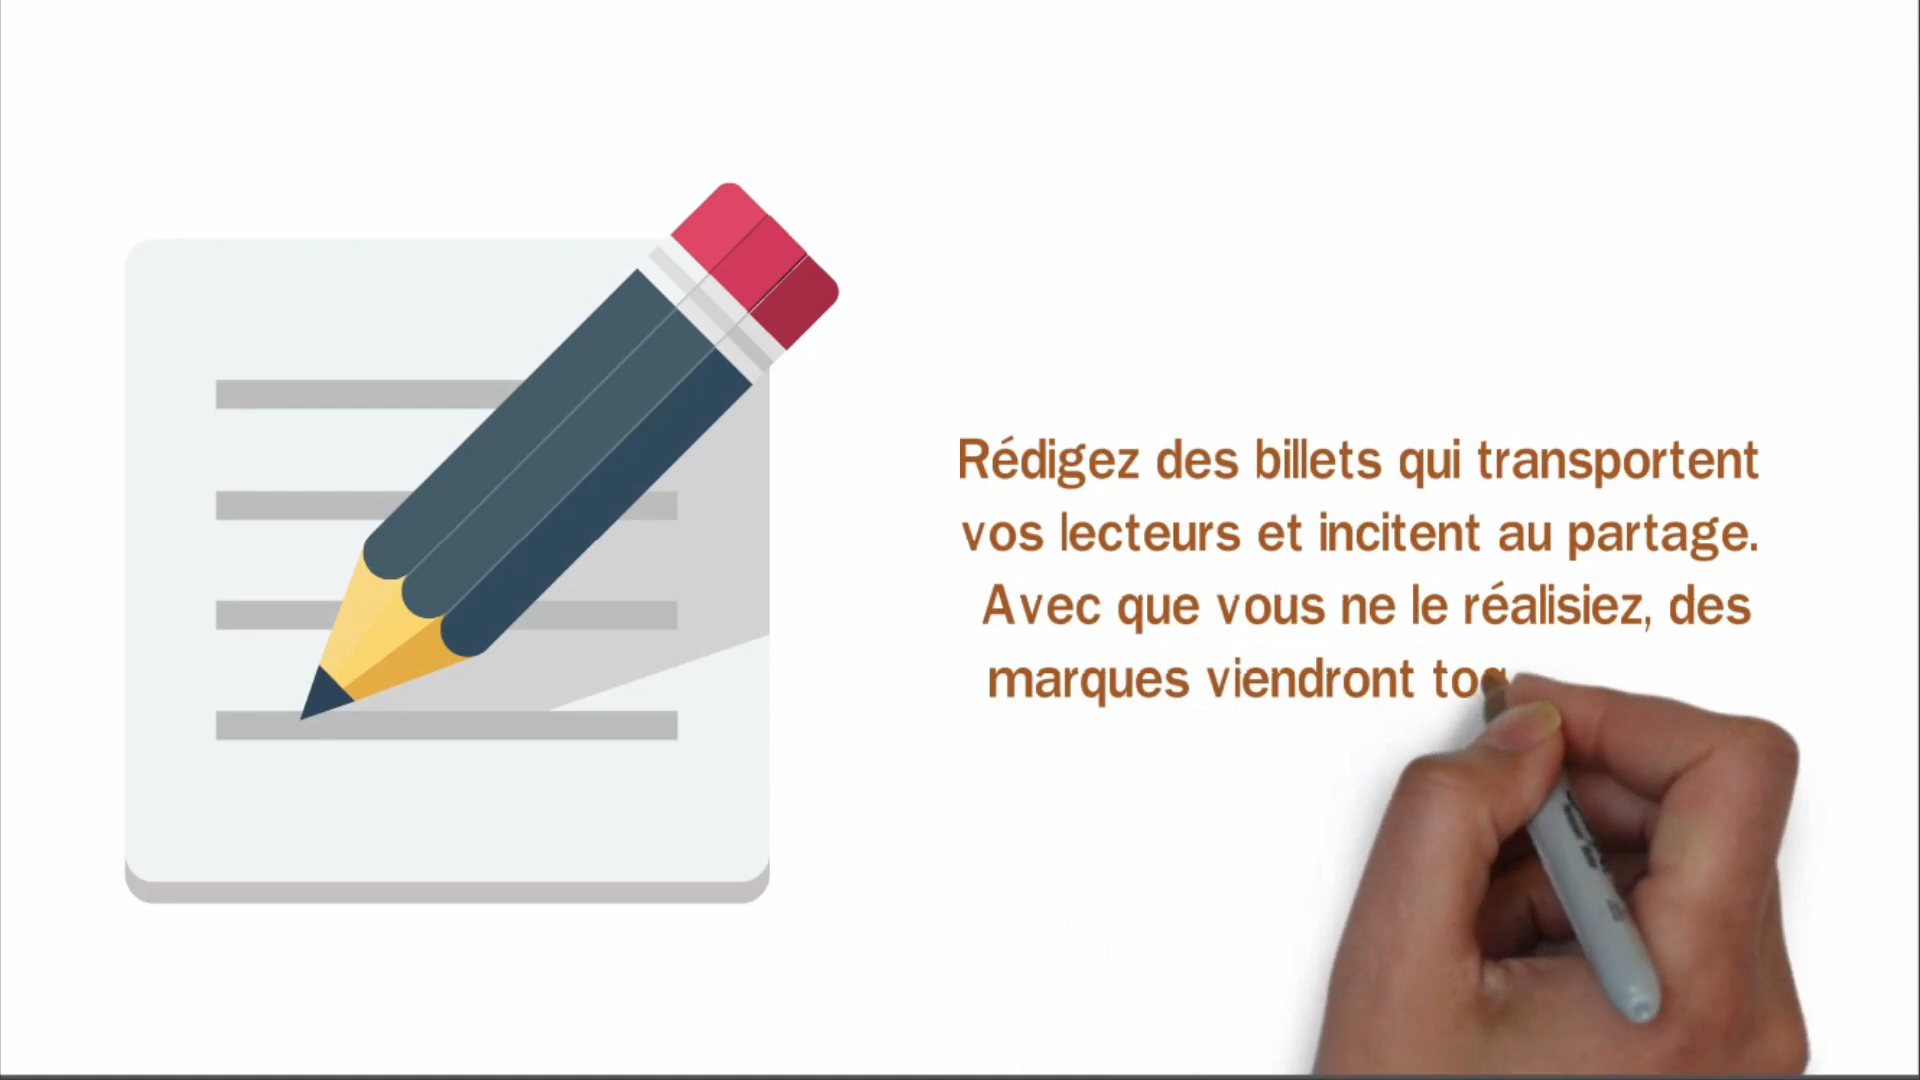 Rédigez des billets qui transportent
vos lecteurs et incitent au partage.
Avec que vous ne le réalisiez, des
marques viendront